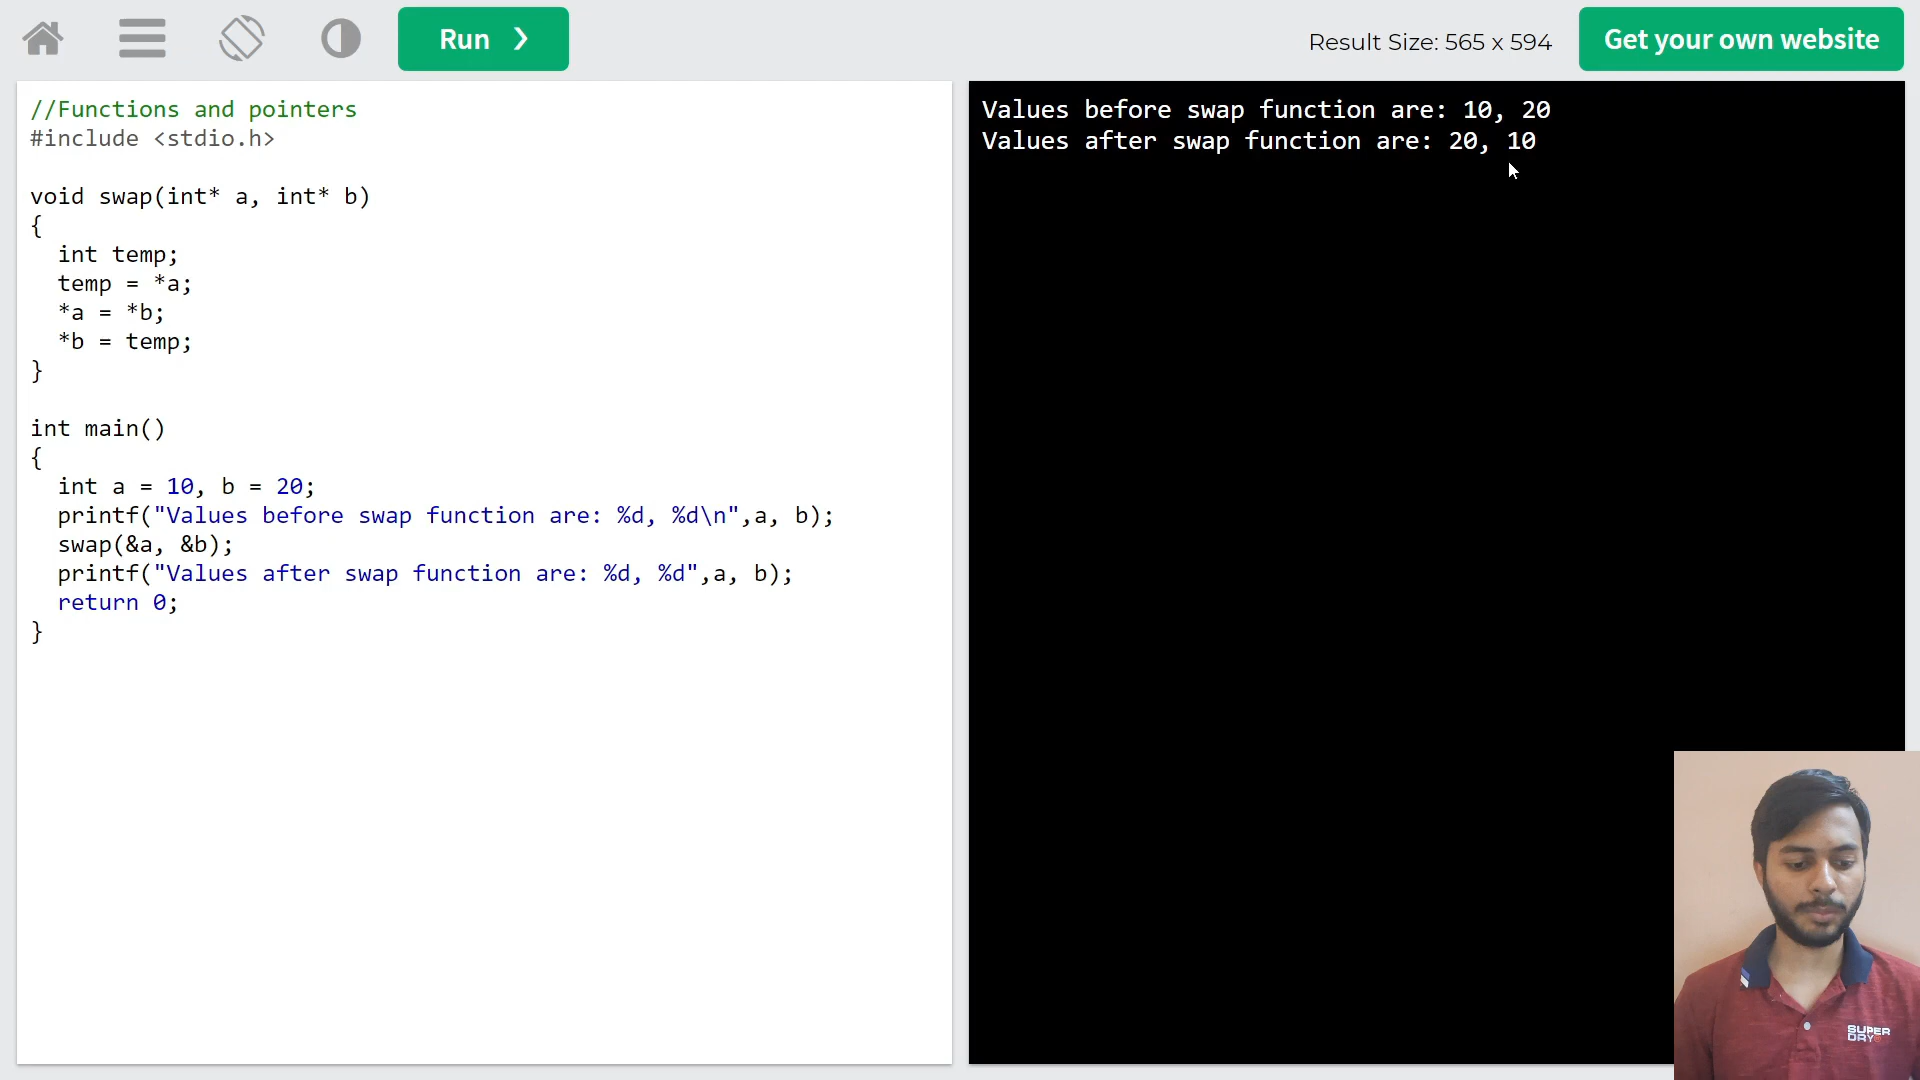 Run ❯
Result Size: 565 x 594
Get your own website
//Functions and pointers
#include <stdio.h>
void swap(int* a, int* b)
{
  int temp;
  temp = *a;
  *a = *b;
  *b = temp;
}
int main()
{
  int a = 10, b = 20;
  printf("Values before swap function are: %d, %d\n",a, b);
  swap(&a, &b);
  printf("Values after swap function are: %d, %d",a, b);
  return 0;
}
Values before swap function are: 10, 20
Values after swap function are: 20, 10
SUPER
DRY